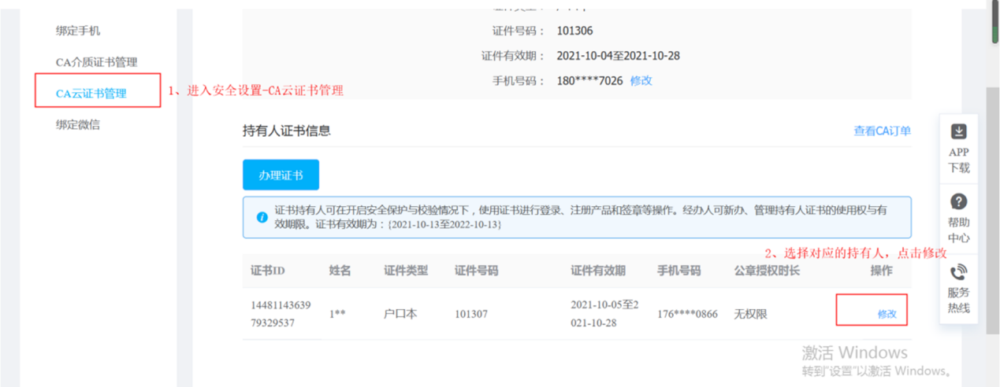 绑定手机
CA介质证书管理
CA云证书管理
绑定微信
1、进入安全设置-CA云证书管理
证件号码： 101306
证件有效期： 2021-10-04至2021-10-28
手机号码： 180****7026 修改
持有人证书信息
查看CA订单
办理证书
证书持有人可在开启安全保护与校验情况下，使用证书进行登录、注册产品和签章等操作。经办人可新办、管理持有人证书的使用权与有
效期限。证书有效期为：{2021-10-13至2022-10-13}
2、选择对应的持有人，点击修改
证书ID 姓名 证件类型 证件号码 证件有效期 手机号码 公章授权时长 操作
14481143639
79329537
1** 户口本 101307
2021-10-05至2
021-10-28
176****0866 无权限 修改
APP
下载
帮助
中心
服务
热线
激活 Windows
转到"设置"以激活 Windows。